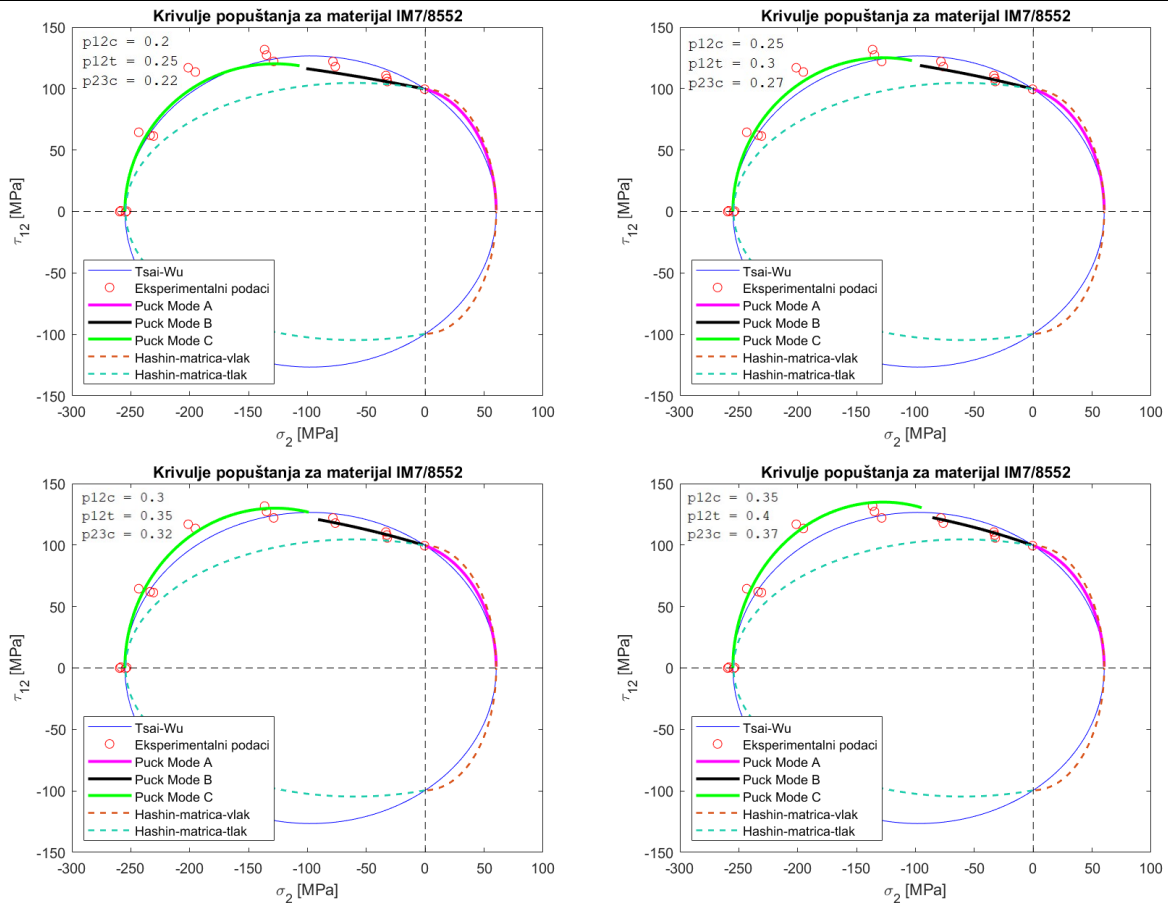 Krivulje popuštanja za materijal IM7/8552
p12c = 0.2
p12t = 0.25
p23c = 0.22
150
100
50
0
-50
-100
-150
τ12 [MPa]
Tsai-Wu
Eksperimentalni podaci
Puck Mode A
Puck Mode B
Puck Mode C
Hashin-matrica-vlak
Hashin-matrica-tlak
-300 -250 -200 -150 -100 -50 0 50 100
σ2 [MPa]
Krivulje popuštanja za materijal IM7/8552
p12c = 0.25
p12t = 0.3
p23c = 0.27
150
100
50
0
-50
-100
-150
τ12 [MPa]
Tsai-Wu
Eksperimentalni podaci
Puck Mode A
Puck Mode B
Puck Mode C
Hashin-matrica-vlak
Hashin-matrica-tlak
-300 -250 -200 -150 -100 -50 0 50 100
σ2 [MPa]
Krivulje popuštanja za materijal IM7/8552
p12c = 0.3
p12t = 0.35
p23c = 0.32
150
100
50
0
-50
-100
-150
τ12 [MPa]
Tsai-Wu
Eksperimentalni podaci
Puck Mode A
Puck Mode B
Puck Mode C
Hashin-matrica-vlak
Hashin-matrica-tlak
-300 -250 -200 -150 -100 -50 0 50 100
σ2 [MPa]
Krivulje popuštanja za materijal IM7/8552
p12c = 0.35
p12t = 0.4
p23c = 0.37
150
100
50
0
-50
-100
-150
τ12 [MPa]
Tsai-Wu
Eksperimentalni podaci
Puck Mode A
Puck Mode B
Puck Mode C
Hashin-matrica-vlak
Hashin-matrica-tlak
-300 -250 -200 -150 -100 -50 0 50 100
σ2 [MPa]